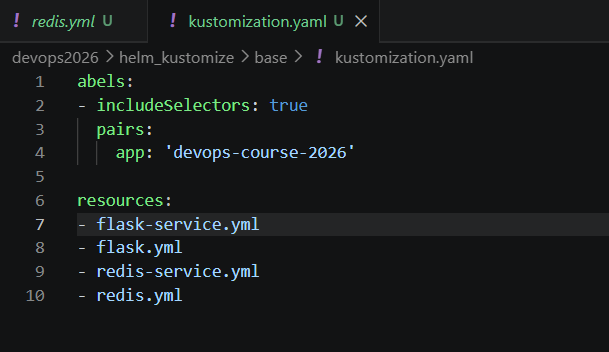 ! redis.yml U
! kustomization.yaml U ×
devops2026 > helm_kustomize > base > ! kustomization.yaml
1 abels:
2 - includeSelectors: true
3   pairs:
4     app: 'devops-course-2026'
5
6 resources:
7 - flask-service.yml
8 - flask.yml
9 - redis-service.yml
10 - redis.yml